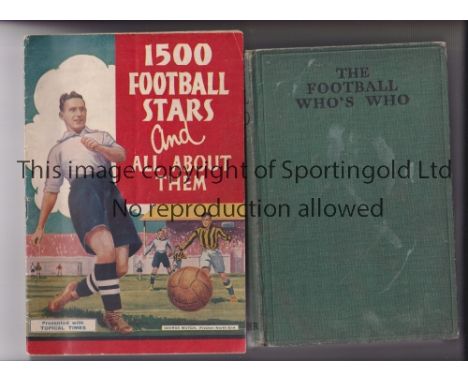 1500
FOOTBALL
STARS
And
ALL ABOUT
THEM
Presented with
TOPICAL TIMES
THE
FOOTBALL
WHO'S WHO
This image copyright of Sportingold Ltd
No reproduction allowed